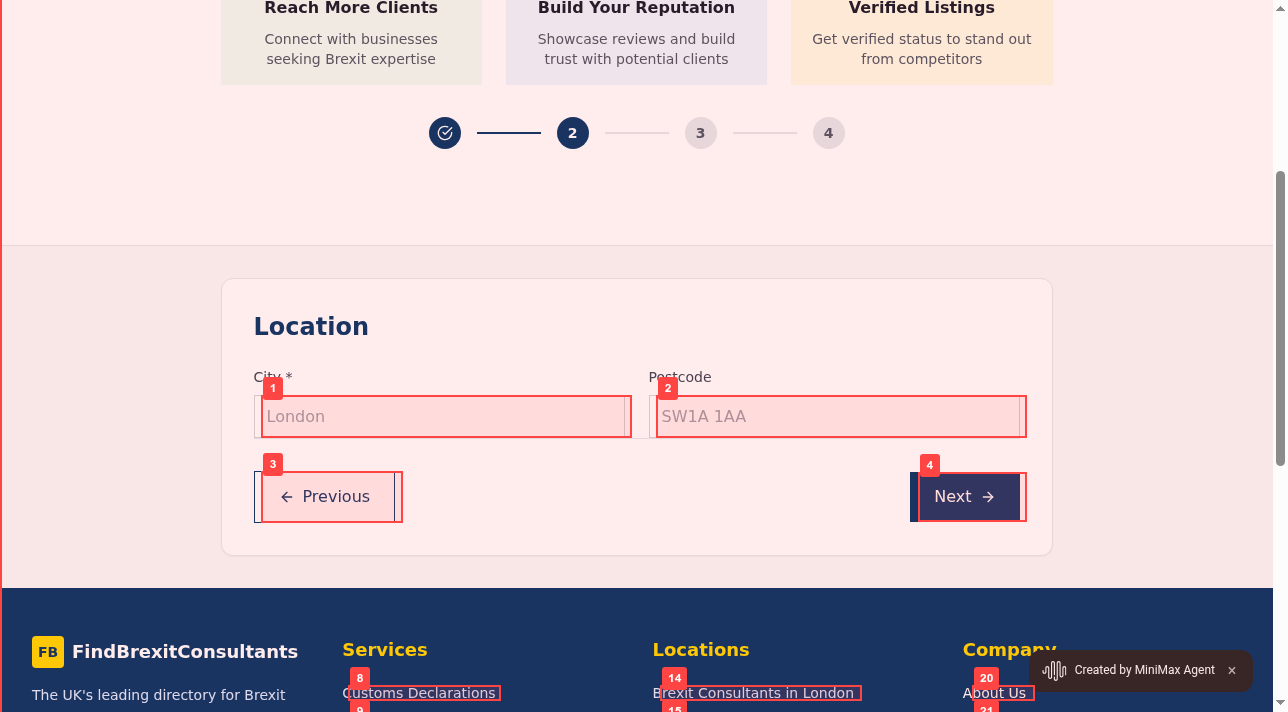 Reach More Clients
Connect with businesses
seeking Brexit expertise
Build Your Reputation
Showcase reviews and build
trust with potential clients
Verified Listings
Get verified status to stand out
from competitors
2
3
4
Location
City *
1
London
Postcode
2
SW1A 1AA
3
Previous
4
Next
FB FindBrexitConsultants
The UK's leading directory for Brexit
Services
8
Customs Declarations
9
Locations
14
Brexit Consultants in London
15
Company
20
About Us
21
Created by MiniMax Agent ×